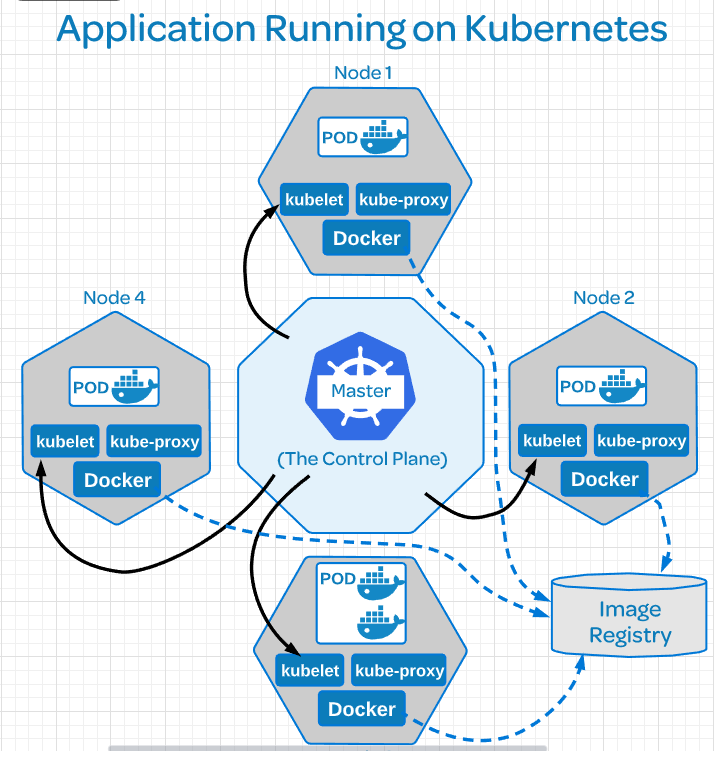 Application Running on Kubernetes
Node 1
POD
kubelet kube-proxy
Docker
Node 4
POD
kubelet kube-proxy
Docker
Master
(The Control Plane)
Node 2
POD
kubelet kube-proxy
Docker
POD
kubelet kube-proxy
Docker
Image
Registry